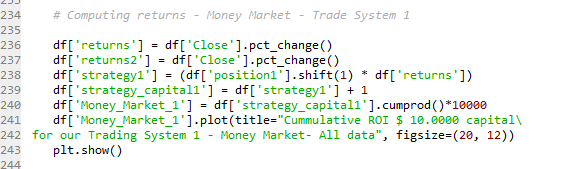 234 # Computing returns - Money Market - Trade System 1
235
236 df['returns'] = df['Close'].pct_change()
237 df['returns2'] = df['Close'].pct_change()
238 df['strategy1'] = (df['position1'].shift(1) * df['returns'])
239 df['strategy_capital1'] = df['strategy1'] + 1
240 df['Money_Market_1'] = df['strategy_capital1'].cumprod()*10000
241 df['Money_Market_1'].plot(title="Cummulative ROI $ 10.0000 capital\
242 for our Trading System 1 - Money Market- All data", figsize=(20, 12))
243 plt.show()
244